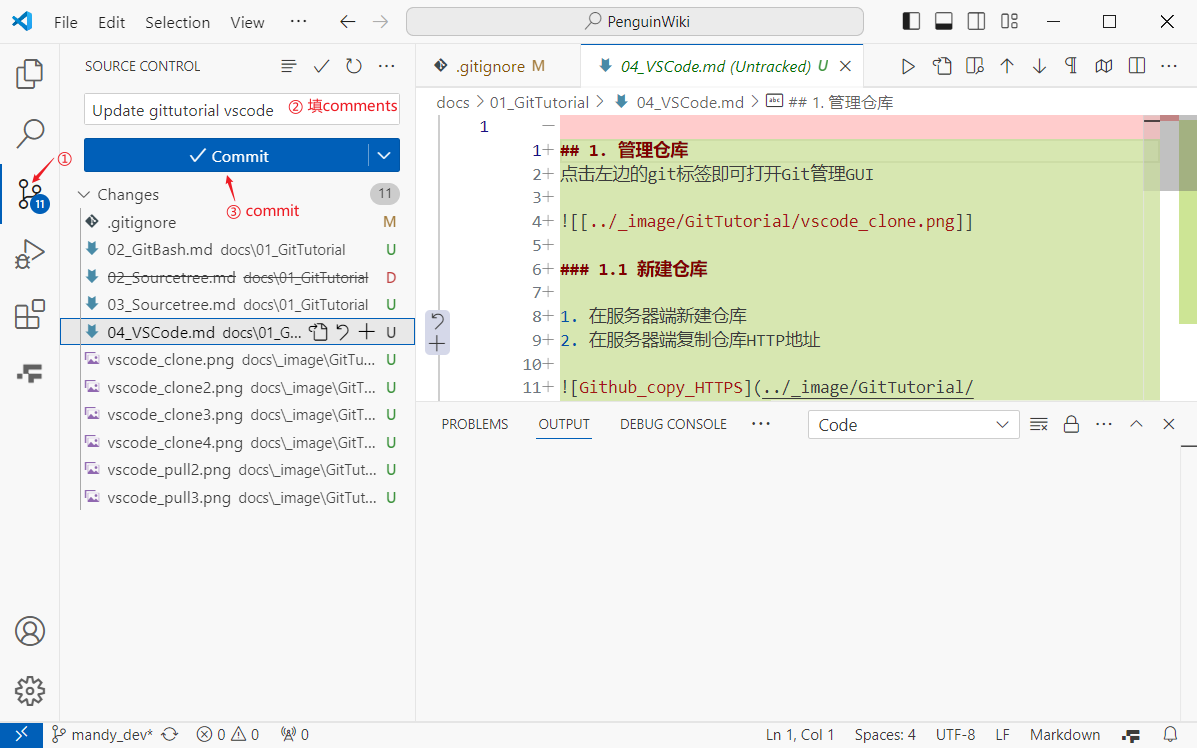 File Edit Selection View ··· PenguinWiki
SOURCE CONTROL
Update gittutorial vscode
② 填comments
①
Commit
③ commit
Changes 11
11
.gitignore M
02_GitBash.md docs\01_GitTutorial U
02_Sourcetree.md docs\01_GitTutorial D
03_Sourcetree.md docs\01_GitTutorial U
04_VSCode.md docs\01_G... U
vscode_clone.png docs\_image\GitTu... U
vscode_clone2.png docs\_image\GitT... U
vscode_clone3.png docs\_image\GitT... U
vscode_clone4.png docs\_image\GitT... U
vscode_pull2.png docs\_image\GitTut... U
vscode_pull3.png docs\_image\GitTut... U
.gitignore M 04_VSCode.md (Untracked) U
docs > 01_GitTutorial > 04_VSCode.md > abc ## 1. 管理仓库
1 —
1+ ## 1. 管理仓库
2+ 点击左边的git标签即可打开Git管理GUI
3+
4+ ![[../_image/GitTutorial/vscode_clone.png]]
5+
6+ ### 1.1 新建仓库
7+
8+ 1. 在服务器端新建仓库
9+ 2. 在服务器端复制仓库HTTP地址
10+
11+ ![Github_copy_HTTPS](../_image/GitTutorial/
PROBLEMS OUTPUT DEBUG CONSOLE ··· Code
mandy_dev* 0 0 0 Ln 1, Col 1 Spaces: 4 UTF-8 LF Markdown